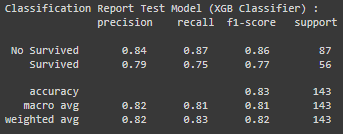 Classification Report Test Model (XGB Classifier) :
precision recall f1-score support
No Survived 0.84 0.87 0.86 87
Survived 0.79 0.75 0.77 56
accuracy 0.83 143
macro avg 0.82 0.81 0.81 143
weighted avg 0.82 0.83 0.82 143